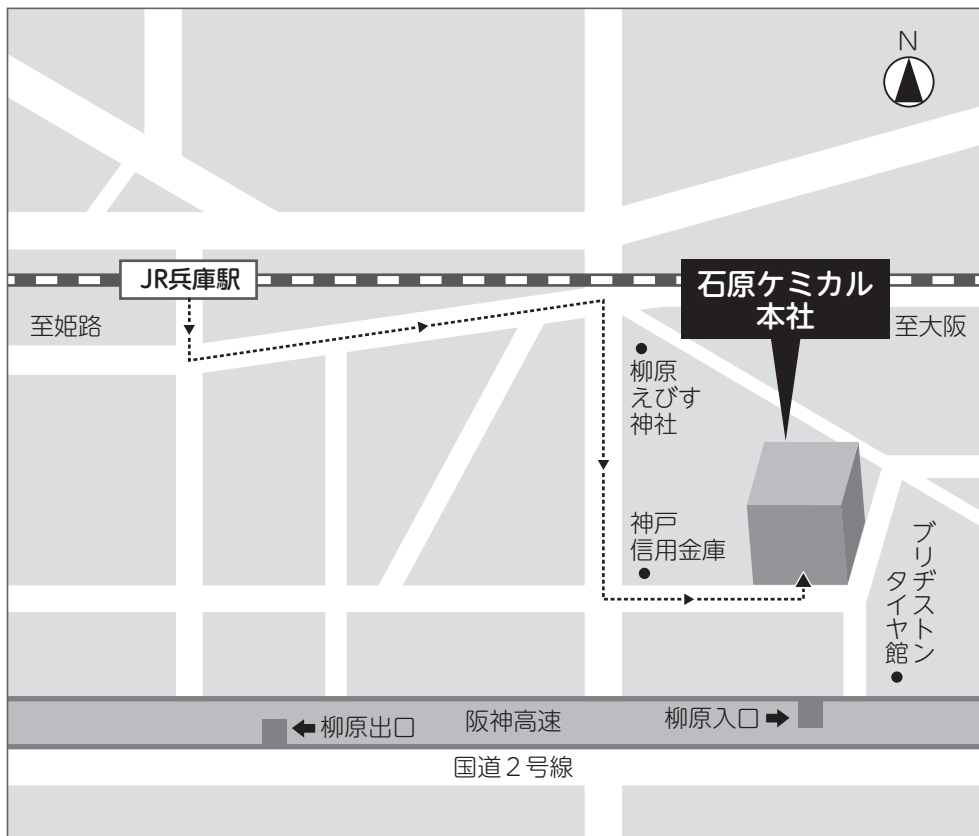 N
JR兵庫駅
石原ケミカル
本社
至姫路
至大阪
柳原
えびす
神社
神戸
信用金庫
ブリヂストン
タイヤ館
柳原出口
阪神高速
柳原入口
国道２号線